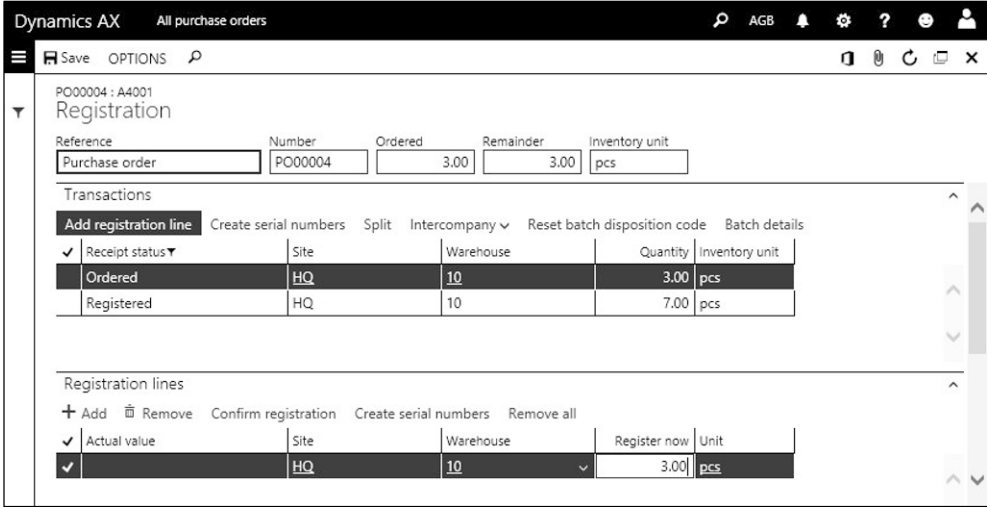 Dynamics AX All purchase orders AGB ?
Save OPTIONS
PO00004 : A4001
Registration
Reference Number Ordered Remainder Inventory unit
Purchase order PO00004 3.00 3.00 pcs
Transactions
Add registration line Create serial numbers Split Intercompany Reset batch disposition code Batch details
Receipt status Site Warehouse Quantity Inventory unit
Ordered HQ 10 3.00 pcs
Registered HQ 10 7.00 pcs
Registration lines
+ Add Remove Confirm registration Create serial numbers Remove all
Actual value Site Warehouse Register now Unit
HQ 10 3.00 pcs